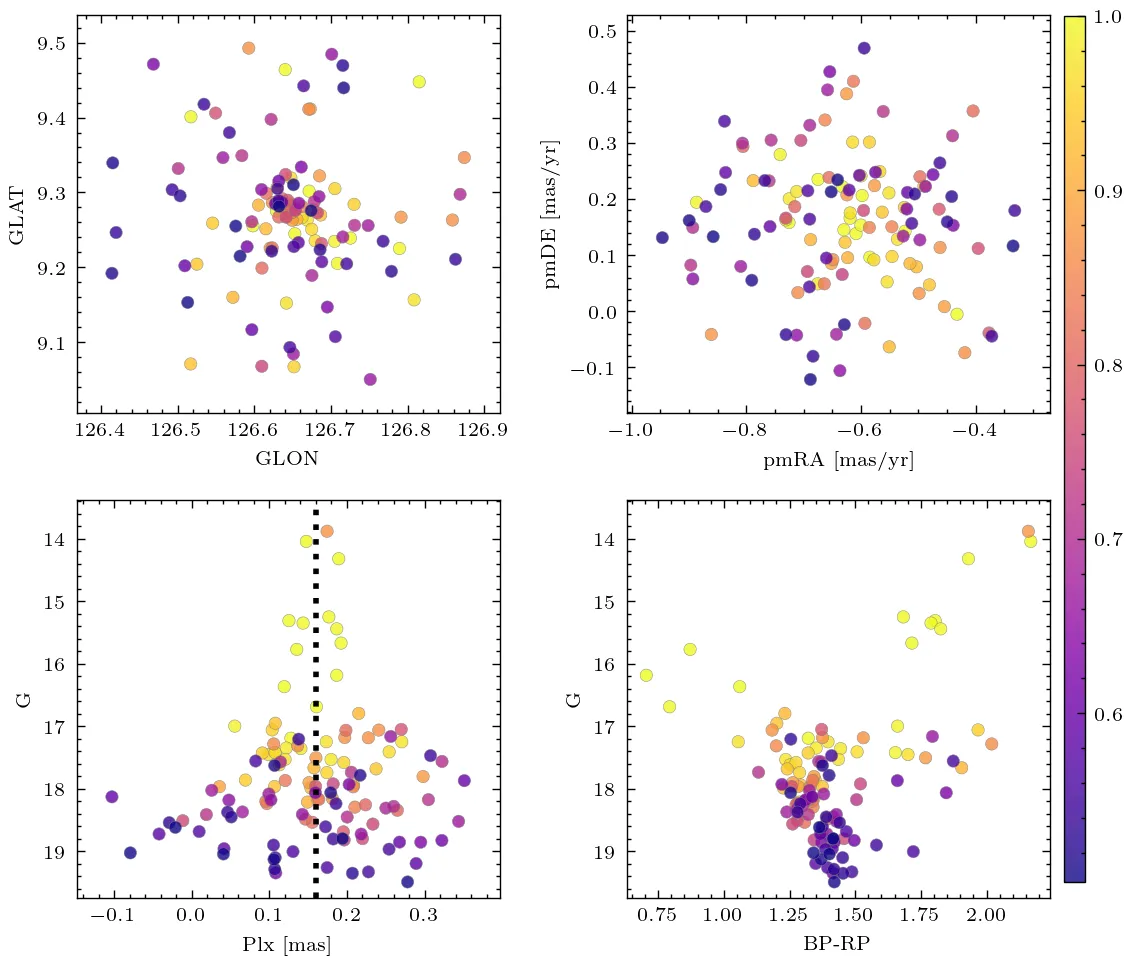 9.5
9.4
9.3
9.2
9.1
GLAT
126.4 126.5 126.6 126.7 126.8 126.9
GLON
0.5
0.4
0.3
0.2
0.1
0.0
−0.1
pmDE [mas/yr]
−1.0 −0.8 −0.6 −0.4
pmRA [mas/yr]
1.0
0.9
0.8
0.7
0.6
14
15
16
17
18
19
G
−0.1 0.0 0.1 0.2 0.3
Plx [mas]
14
15
16
17
18
19
G
0.75 1.00 1.25 1.50 1.75 2.00
BP-RP